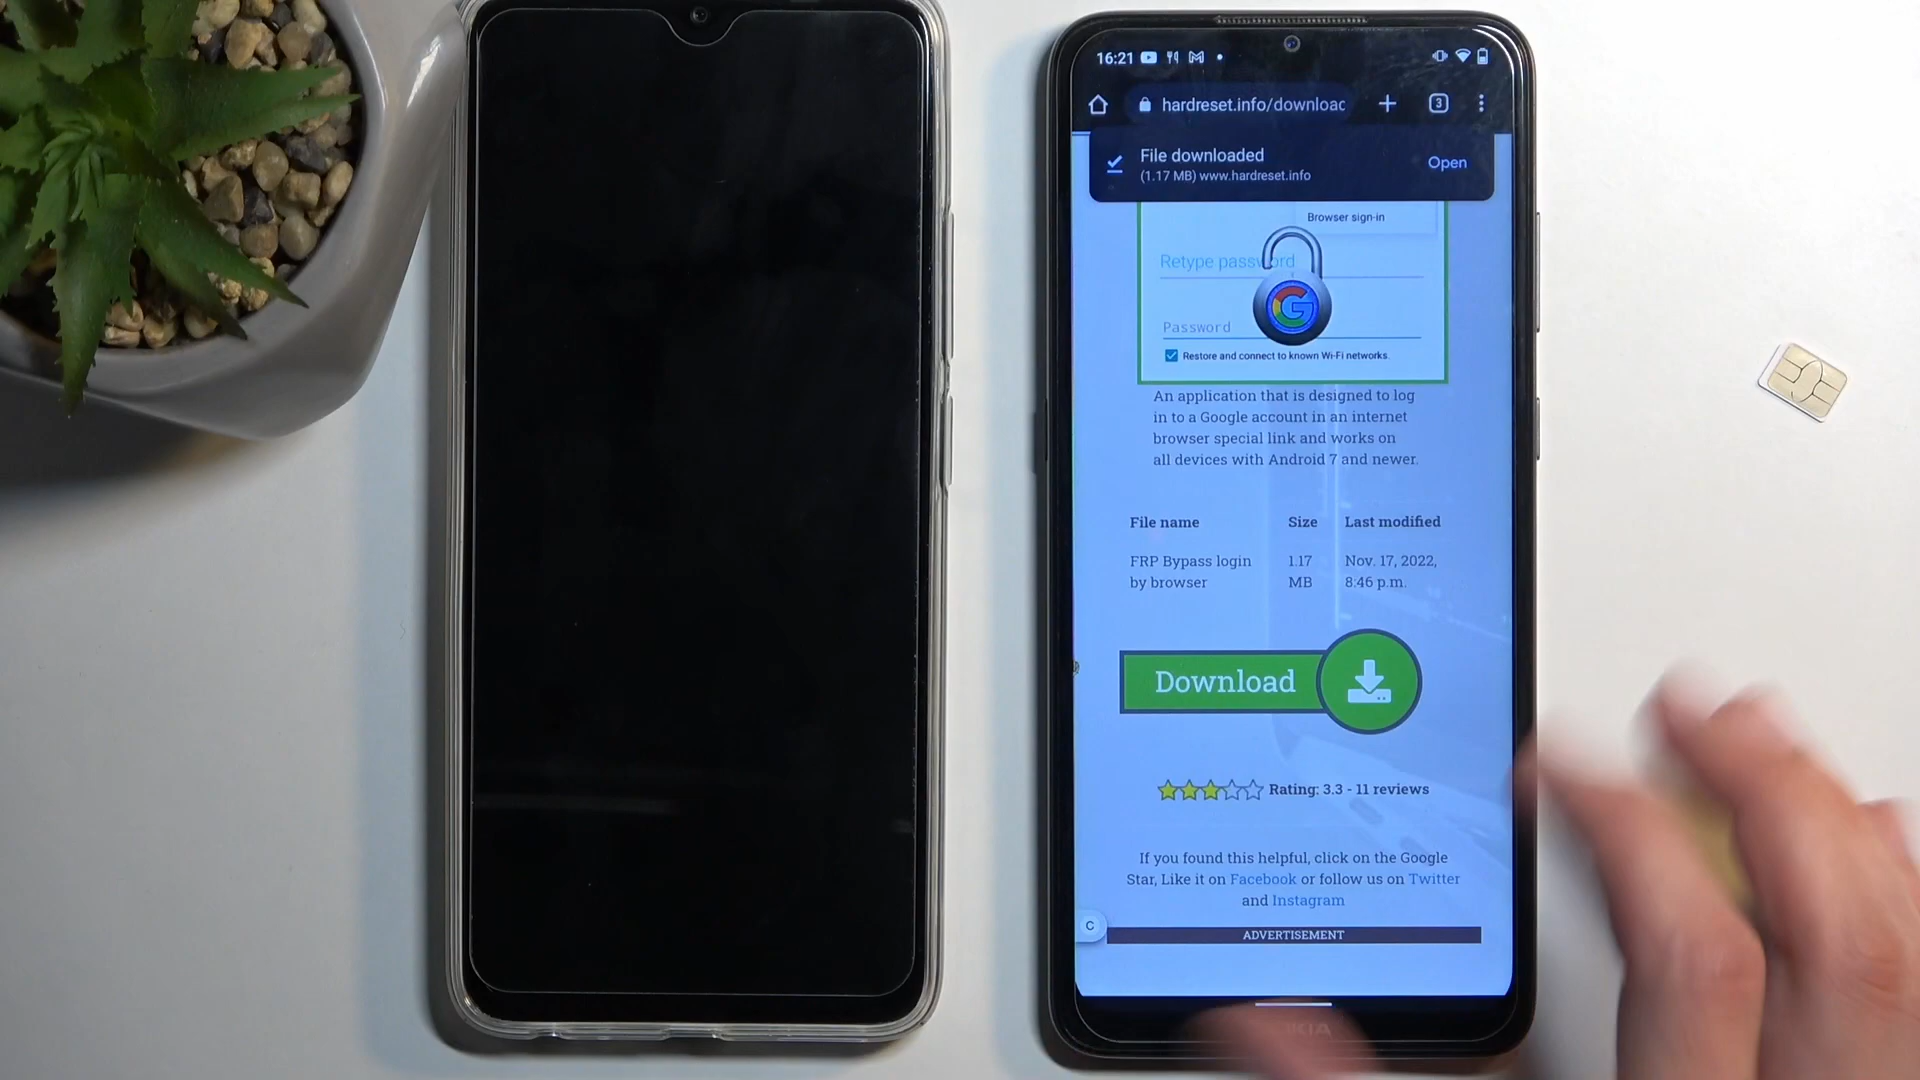 16:21
hardreset.info/downloac
3
File downloaded
Open
(1.17 MB) www.hardreset.info
Browser sign-in
Retype password
G
Password
Restore and connect to known Wi-Fi networks.
An application that is designed to log
in to a Google account in an internet
browser special link and works on
all devices with Android 7 and newer.
File name Size Last modified
FRP Bypass login 1.17 Nov. 17, 2022,
by browser MB 8:46 p.m.
Download
Rating: 3.3 - 11 reviews
If you found this helpful, click on the Google
Star, Like it on Facebook or follow us on Twitter
and Instagram
C
ADVERTISEMENT
NOKIA